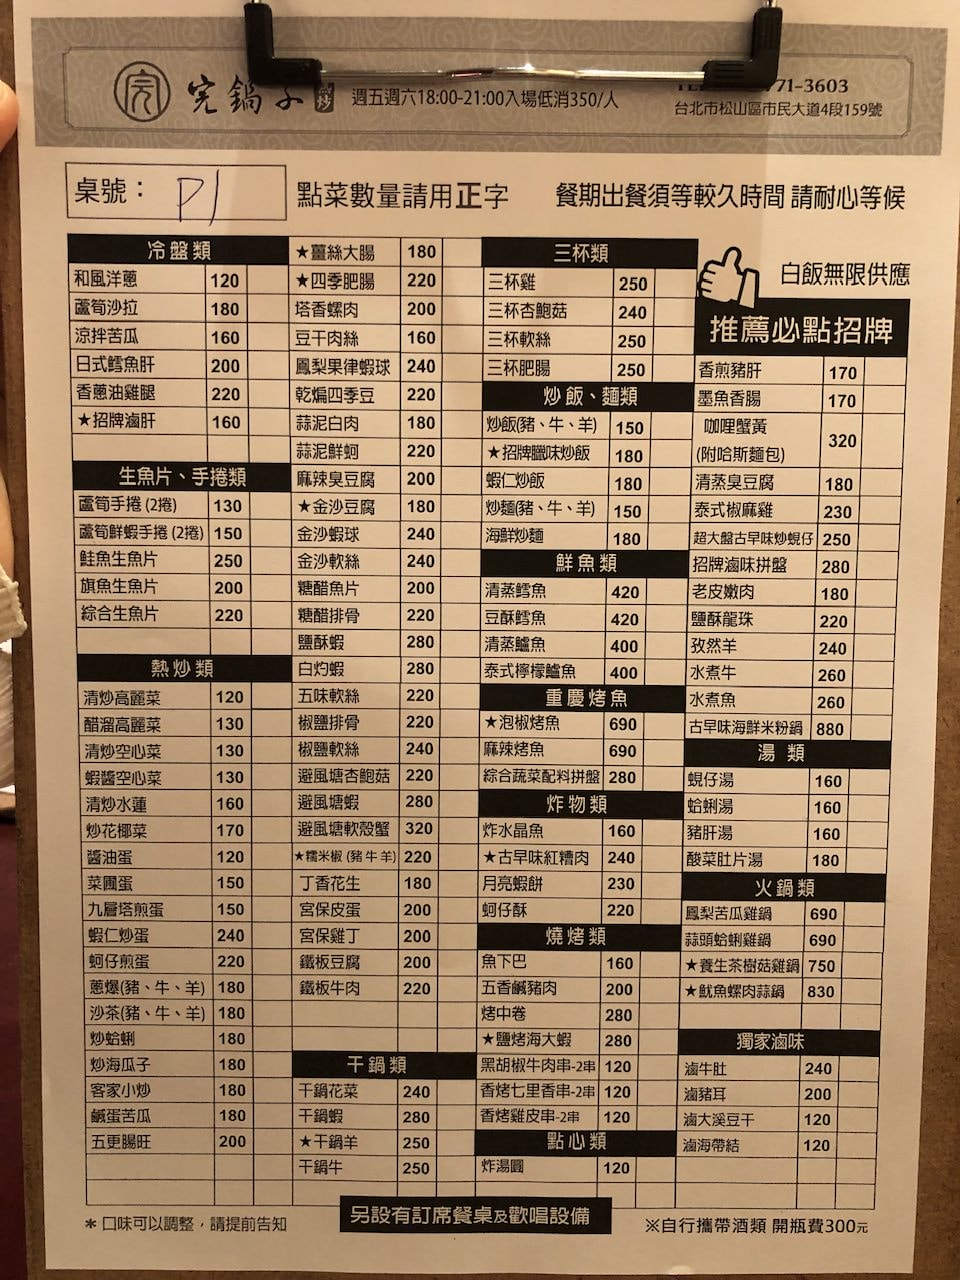 完鍋子 熱炒
週五週六18:00-21:00入場低消350/人
71-3603
台北市松山區市民大道4段159號
桌號： P1
點菜數量請用正字
餐期出餐須等較久時間 請耐心等候
冷盤類
和風洋蔥 120
蘆筍沙拉 180
涼拌苦瓜 160
日式鱈魚肝 200
香蔥油雞腿 220
★招牌滷肝 160
生魚片、手捲類
蘆筍手捲 (2捲) 130
蘆筍鮮蝦手捲 (2捲) 150
鮭魚生魚片 250
旗魚生魚片 200
綜合生魚片 220
熱炒類
清炒高麗菜 120
醋溜高麗菜 130
清炒空心菜 130
蝦醬空心菜 130
清炒水蓮 160
炒花椰菜 170
醬油蛋 120
菜圃蛋 150
九層塔煎蛋 150
蝦仁炒蛋 240
蚵仔煎蛋 220
蔥爆(豬、牛、羊) 180
沙茶(豬、牛、羊) 180
炒蛤蜊 180
炒海瓜子 180
客家小炒 180
鹹蛋苦瓜 180
五更腸旺 200
★薑絲大腸 180
★四季肥腸 220
塔香螺肉 200
豆干肉絲 160
鳳梨果律蝦球 240
乾煸四季豆 220
蒜泥白肉 180
蒜泥鮮蚵 220
麻辣臭豆腐 200
★金沙豆腐 180
金沙蝦球 240
金沙軟絲 240
糖醋魚片 200
糖醋排骨 220
鹽酥蝦 280
白灼蝦 280
五味軟絲 220
椒鹽排骨 220
椒鹽軟絲 240
避風塘杏鮑菇 220
避風塘蝦 280
避風塘軟殼蟹 320
★糯米椒 (豬 牛 羊) 220
丁香花生 180
宮保皮蛋 200
宮保雞丁 200
鐵板豆腐 200
鐵板牛肉 220
干鍋類
干鍋花菜 240
干鍋蝦 280
★干鍋羊 250
干鍋牛 250
三杯類
三杯雞 250
三杯杏鮑菇 240
三杯軟絲 250
三杯肥腸 250
炒飯、麵類
炒飯(豬、牛、羊) 150
★招牌臘味炒飯 180
蝦仁炒飯 180
炒麵(豬、牛、羊) 150
海鮮炒麵 180
鮮魚類
清蒸鱈魚 420
豆酥鱈魚 420
清蒸鱸魚 400
泰式檸檬鱸魚 400
重慶烤魚
★泡椒烤魚 690
麻辣烤魚 690
綜合蔬菜配料拼盤 280
炸物類
炸水晶魚 160
★古早味紅糟肉 240
月亮蝦餅 230
蚵仔酥 220
燒烤類
魚下巴 160
五香鹹豬肉 200
烤中卷 280
★鹽烤海大蝦 280
黑胡椒牛肉串-2串 120
香烤七里香串-2串 120
香烤雞皮串-2串 120
點心類
炸湯圓 120
白飯無限供應
推薦必點招牌
香煎豬肝 170
墨魚香腸 170
咖哩蟹黃
(附哈斯麵包) 320
清蒸臭豆腐 180
泰式椒麻雞 230
超大盤古早味炒蜆仔 250
招牌滷味拼盤 280
老皮嫩肉 180
鹽酥龍珠 220
孜然羊 240
水煮牛 260
水煮魚 260
古早味海鮮米粉鍋 880
湯類
蜆仔湯 160
蛤蜊湯 160
豬肝湯 160
酸菜肚片湯 180
火鍋類
鳳梨苦瓜雞鍋 690
蒜頭蛤蜊雞鍋 690
★養生茶樹菇雞鍋 750
★魷魚螺肉蒜鍋 830
獨家滷味
滷牛肚 240
滷豬耳 200
滷大溪豆干 120
滷海帶結 120
＊口味可以調整，請提前告知
另設有訂席餐桌及歡唱設備
※自行攜帶酒類 開瓶費300元